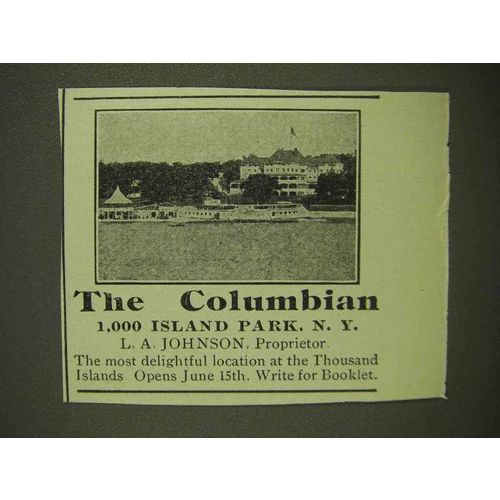 The Columbian
1,000 ISLAND PARK, N. Y.
L. A. JOHNSON, Proprietor.
The most delightful location at the Thousand
Islands Opens June 15th. Write for Booklet.